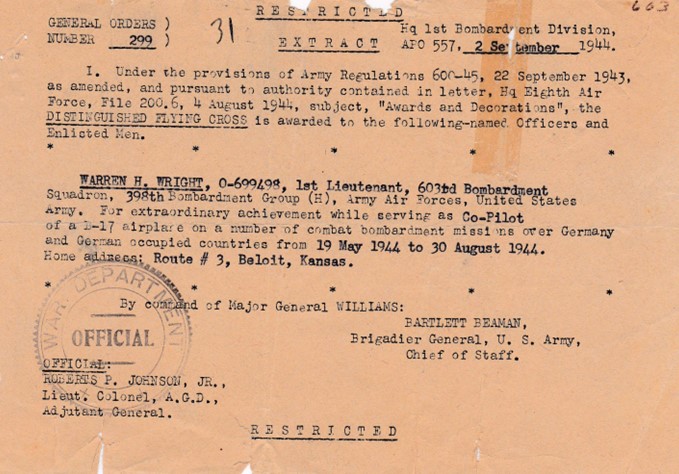 RESTRICTED 603
GENERAL ORDERS ) Hq 1st Bombardment Division,
NUMBER 299 ) 31 EXTRACT APO 557, 2 September 1944.
I. Under the provisions of Army Regulations 600-45, 22 September 1943,
as amended, and pursuant to authority contained in letter, Hq Eighth Air
Force, File 200.6, 4 August 1944, subject, "Awards and Decorations", the
DISTINGUISHED FLYING CROSS is awarded to the following-named Officers and
Enlisted Men.
* * * * *
WARREN H. WRIGHT, O-699498, 1st Lieutenant, 603rd Bombardment
Squadron, 398th Bombardment Group (H), Army Air Forces, United States
Army. For extraordinary achievement while serving as Co-Pilot
of a B-17 airplane on a number of combat bombardment missions over Germany
and German occupied countries from 19 May 1944 to 30 August 1944.
Home address: Route # 3, Beloit, Kansas.
* * * * *
By command of Major General WILLIAMS:
BARTLETT BEAMAN,
Brigadier General, U. S. Army,
Chief of Staff.
WAR DEPARTMENT
OFFICIAL
OFFICIAL:
ROBERTS P. JOHNSON, JR.,
Lieut. Colonel, A.G.D.,
Adjutant General.
RESTRICTED